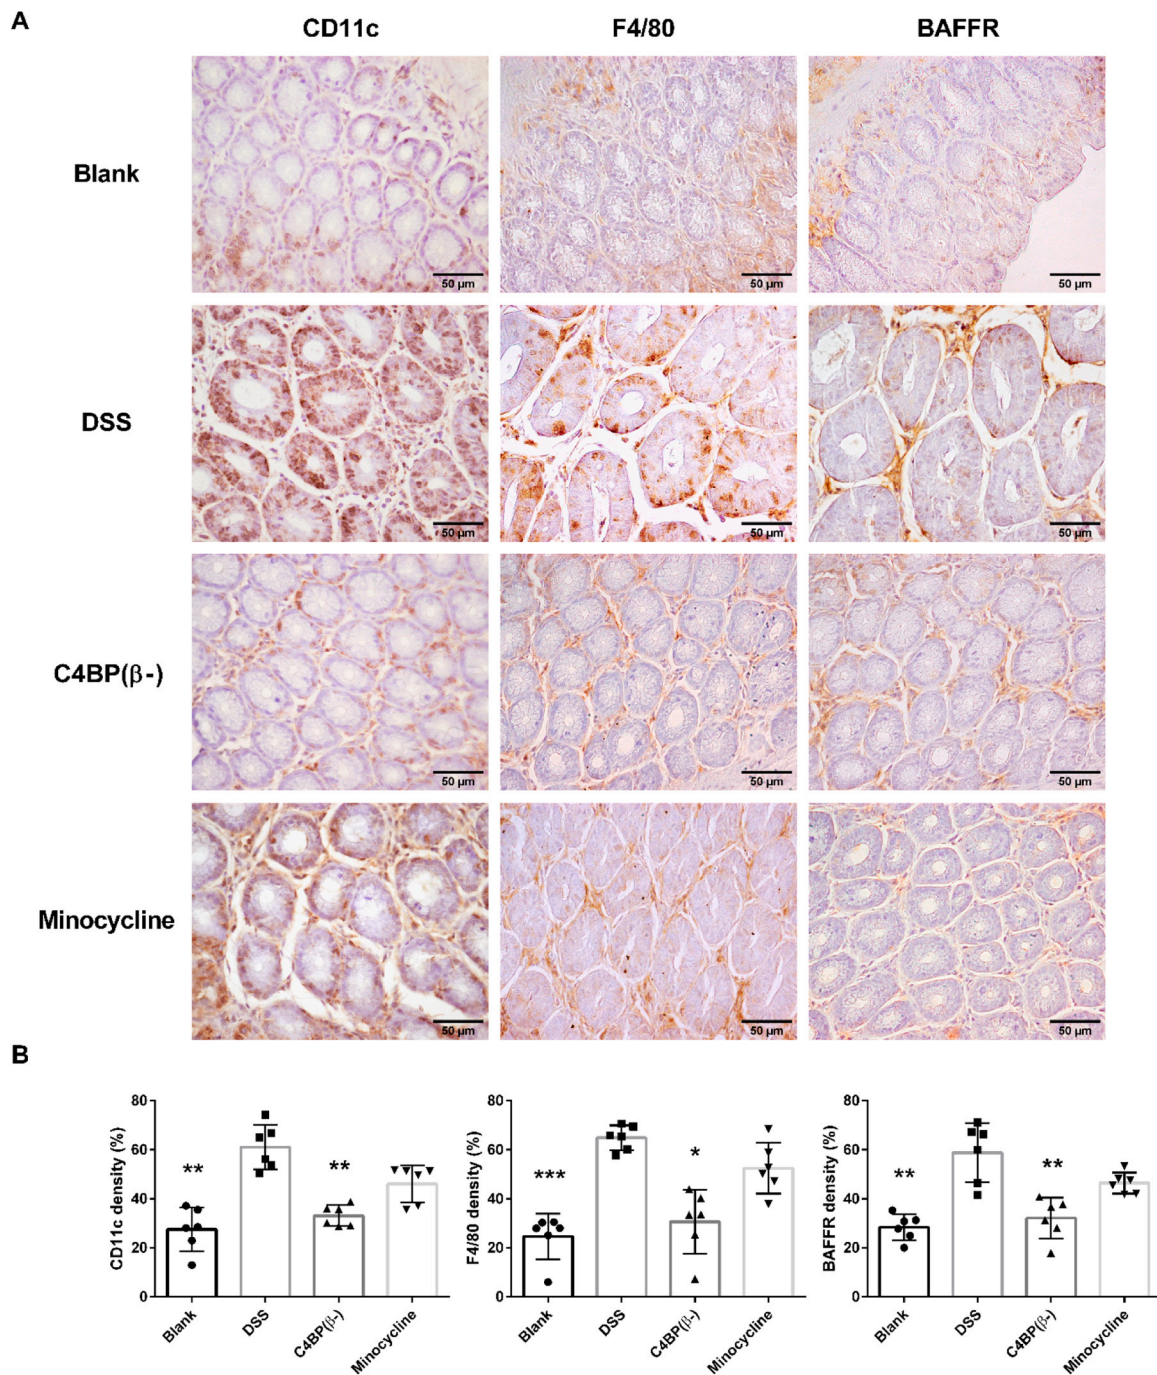 A
CD11c F4/80 BAFFR
Blank
50 µm 50 µm 50 µm
DSS
50 µm 50 µm 50 µm
C4BP(β-)
50 µm 50 µm 50 µm
Minocycline
50 µm 50 µm 50 µm
B
CD11c density (%)
80
60
40
20
0
**
**
Blank
DSS
C4BP(β-)
Minocycline
F4/80 density (%)
80
60
40
20
0
***
*
Blank
DSS
C4BP(β-)
Minocycline
BAFFR density (%)
80
60
40
20
0
**
**
Blank
DSS
C4BP(β-)
Minocycline